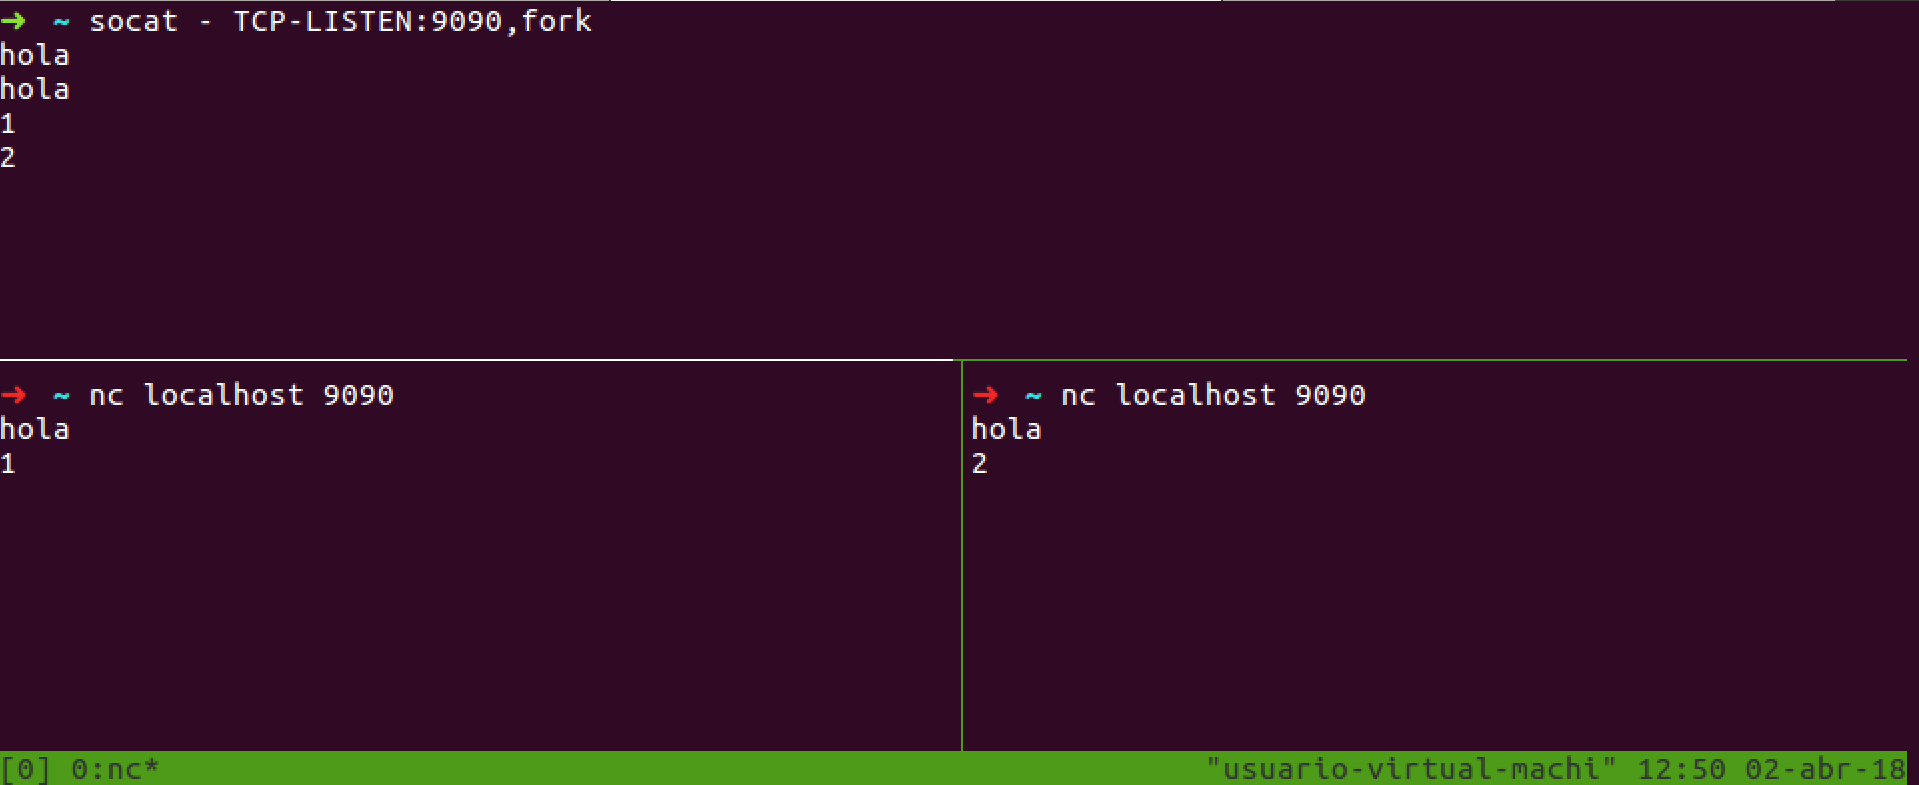 ➜  ~ socat - TCP-LISTEN:9090,fork
hola
hola
1
2
➜  ~ nc localhost 9090
hola
1
➜  ~ nc localhost 9090
hola
2
[0] 0:nc* "usuario-virtual-machi" 12:50 02-abr-18